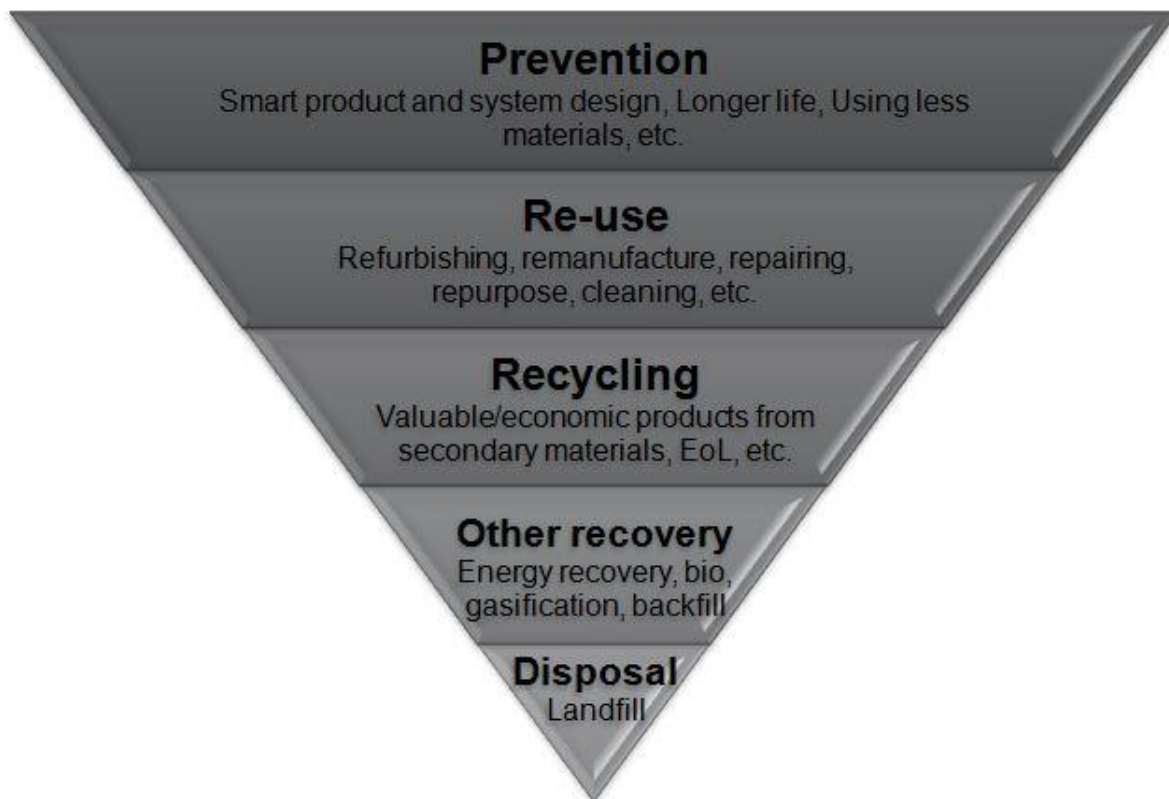 Prevention
Smart product and system design, Longer life, Using less
materials, etc.
Re-use
Refurbishing, remanufacture, repairing,
repurpose, cleaning, etc.
Recycling
Valuable/economic products from
secondary materials, EoL, etc.
Other recovery
Energy recovery, bio,
gasification, backfill
Disposal
Landfill